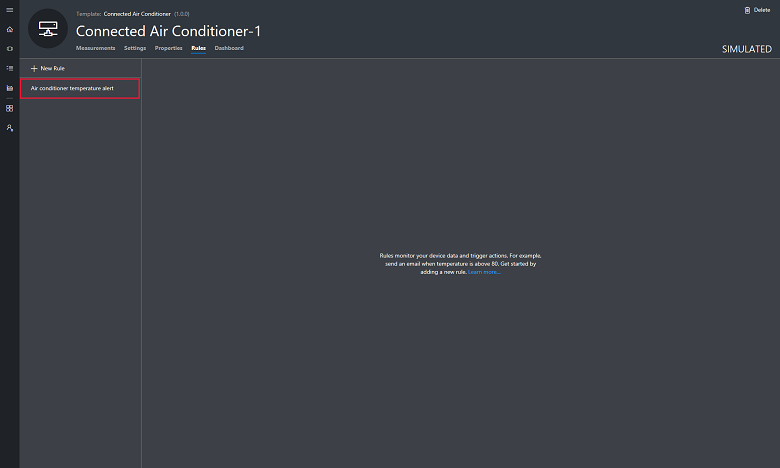 Template: Connected Air Conditioner (1.0.0)
Delete
Connected Air Conditioner-1
Measurements Settings Properties Rules Dashboard
SIMULATED
New Rule
Air conditioner temperature alert
Rules monitor your device data and trigger actions. For example,
send an email when temperature is above 80. Get started by
adding a new rule. Learn more...